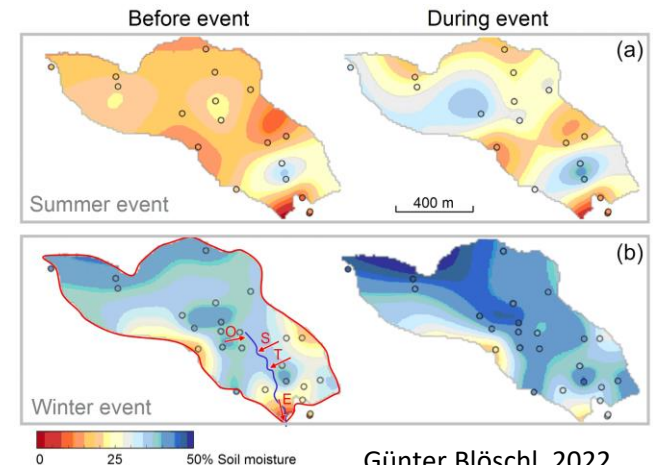 Before event During event
(a)
Summer event
400 m
(b)
O
S
T
E
Winter event
0 25 50% Soil moisture
Günter Blöschl, 2022